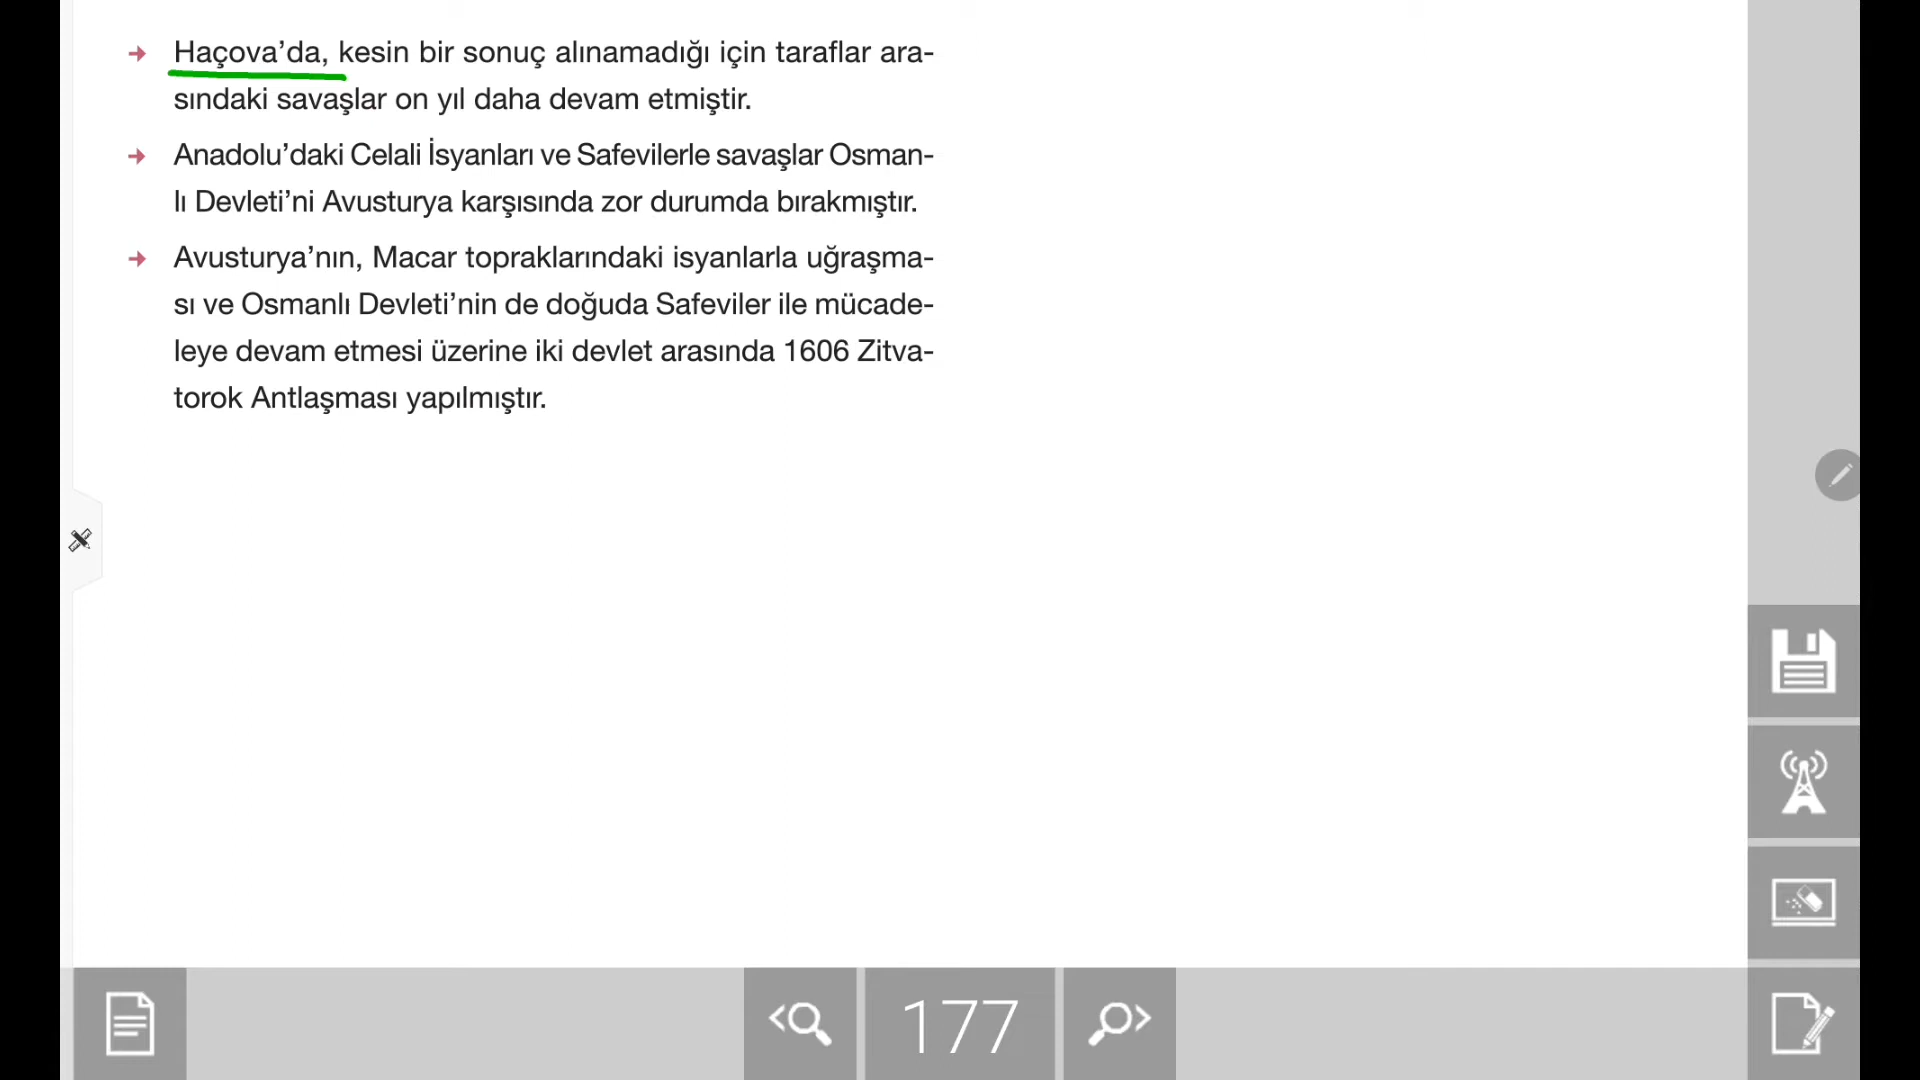 Haçova’da, kesin bir sonuç alınamadığı için taraflar ara-
sındaki savaşlar on yıl daha devam etmiştir.
Anadolu’daki Celali İsyanları ve Safevilerle savaşlar Osman-
lı Devleti’ni Avusturya karşısında zor durumda bırakmıştır.
Avusturya’nın, Macar topraklarındaki isyanlarla uğraşma-
sı ve Osmanlı Devleti’nin de doğuda Safeviler ile mücade-
leye devam etmesi üzerine iki devlet arasında 1606 Zitva-
torok Antlaşması yapılmıştır.
177